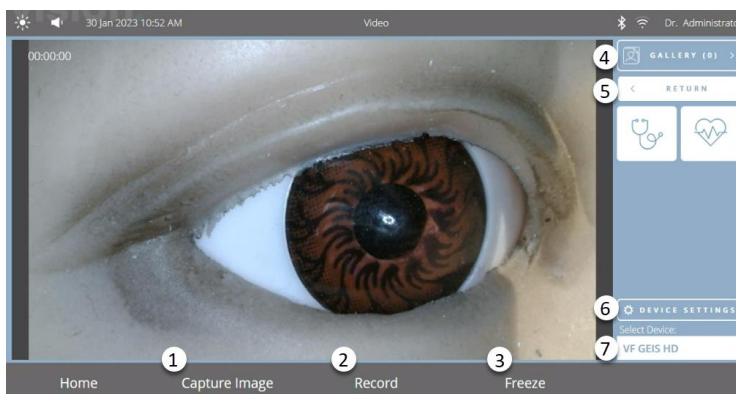 30 Jan 2023 10:52 AM Video Dr. Administrato
00:00:00
4 GALLERY (0) >
5 < RETURN
6 DEVICE SETTINGS
Select Device:
7 VF GEIS HD
1 2 3
Home Capture Image Record Freeze